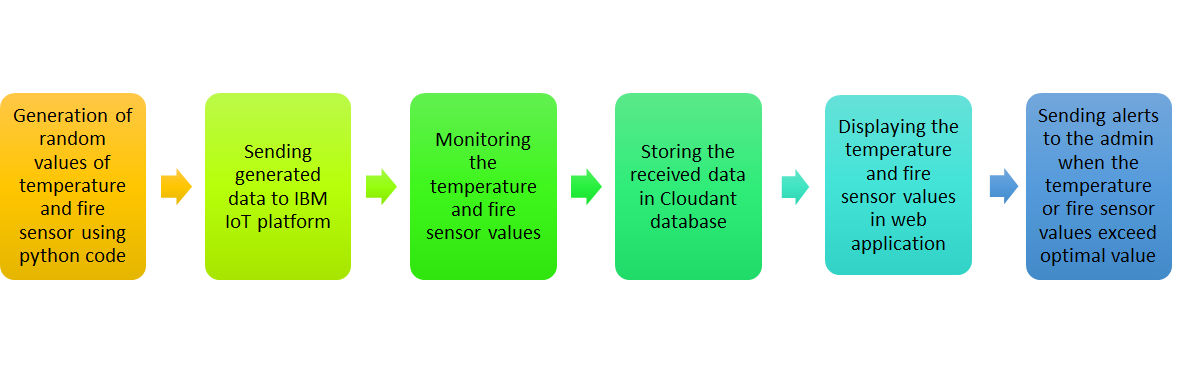 Generation of
random
values of
temperature
and fire
sensor using
python code
Sending
generated
data to IBM
IoT platform
Monitoring
the
temperature
and fire
sensor values
Storing the
received data
in Cloudant
database
Displaying the
temperature
and fire
sensor values
in web
application
Sending alerts
to the admin
when the
temperature
or fire sensor
values exceed
optimal value